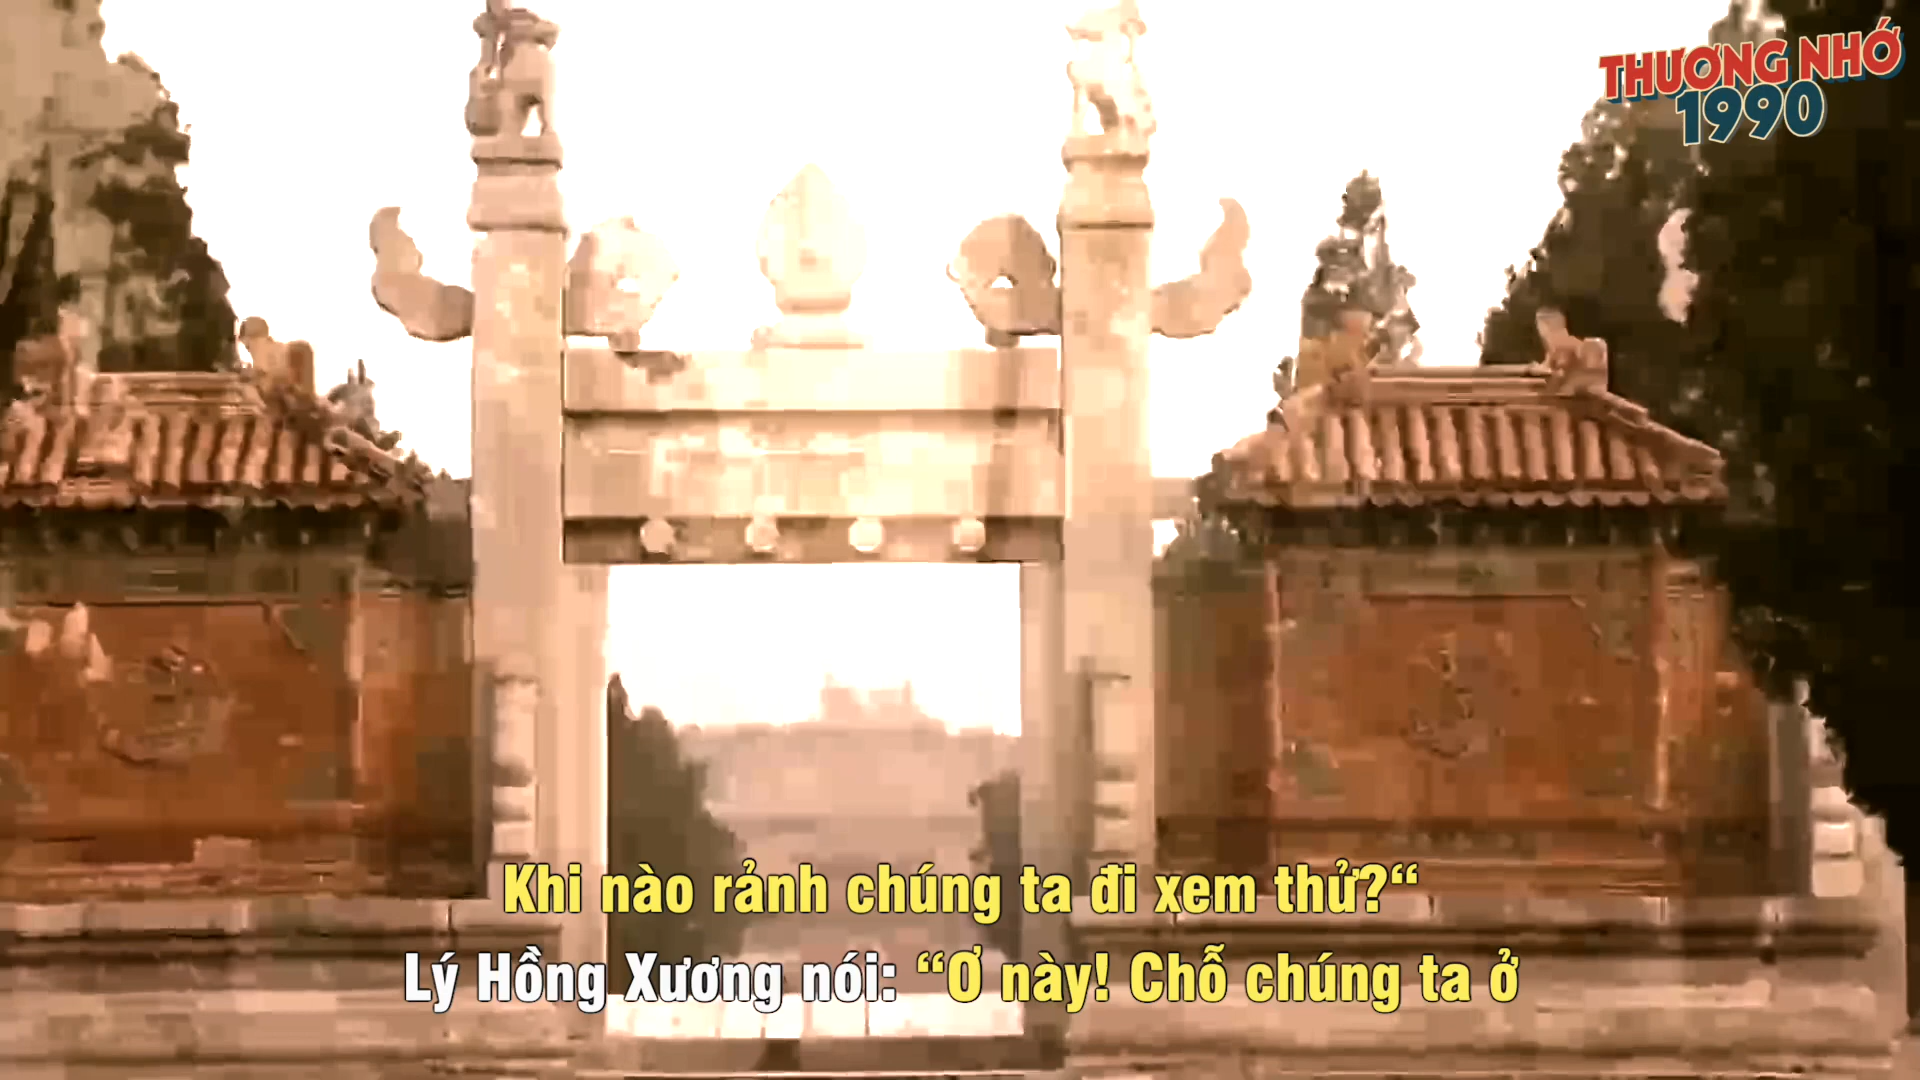 THƯƠNG NHỚ
1990
Khi nào rảnh chúng ta đi xem thử?“
Lý Hồng Xương nói: “Ơ này! Chỗ chúng ta ở